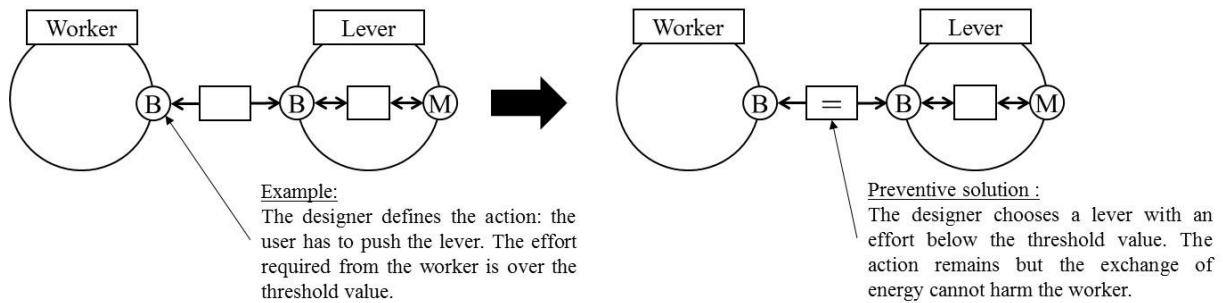 Worker
Lever
B
B
M
Example:
The designer defines the action: the
user has to push the lever. The effort
required from the worker is over the
threshold value.
Worker
Lever
B
=
B
M
Preventive solution :
The designer chooses a lever with an
effort below the threshold value. The
action remains but the exchange of
energy cannot harm the worker.